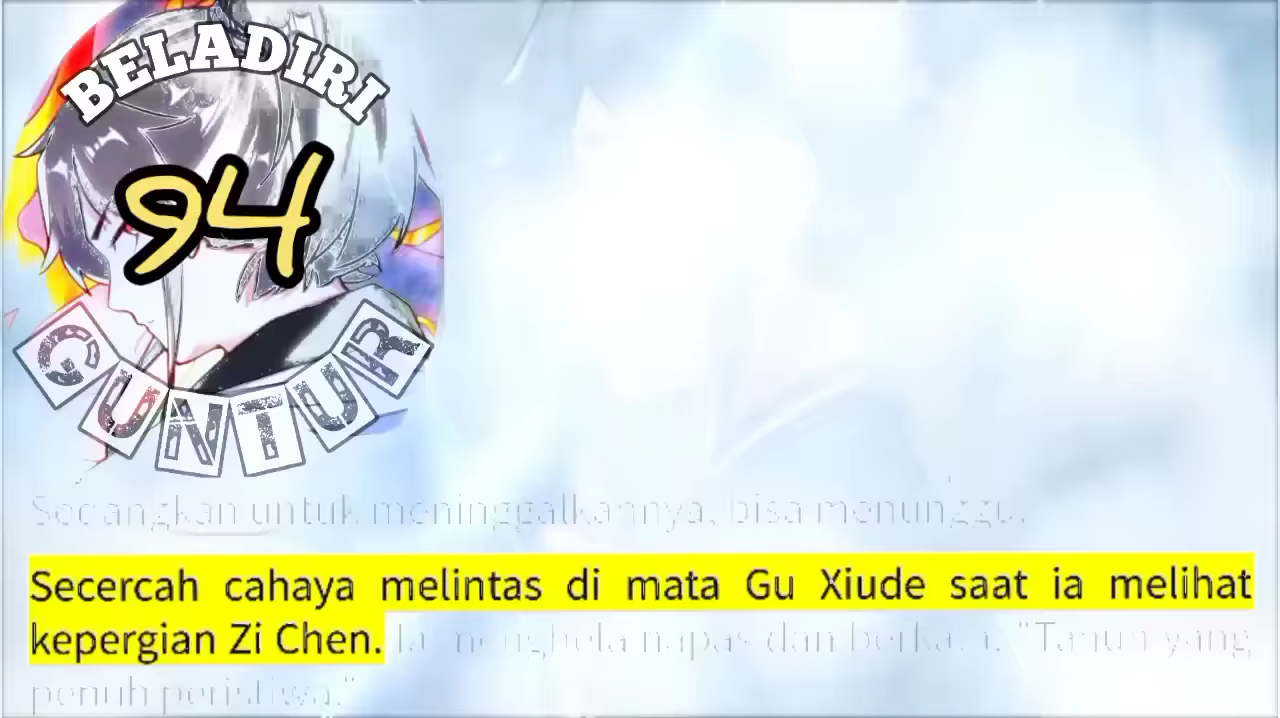 BELADIRI
94
GUNTUR
Sedangkan untuk meninggalkannya, bisa menunggu.
Secercah cahaya melintas di mata Gu Xiude saat ia melihat
kepergian Zi Chen. Ia menghela napas dan berkata, "Tahun yang
penuh peristiwa."